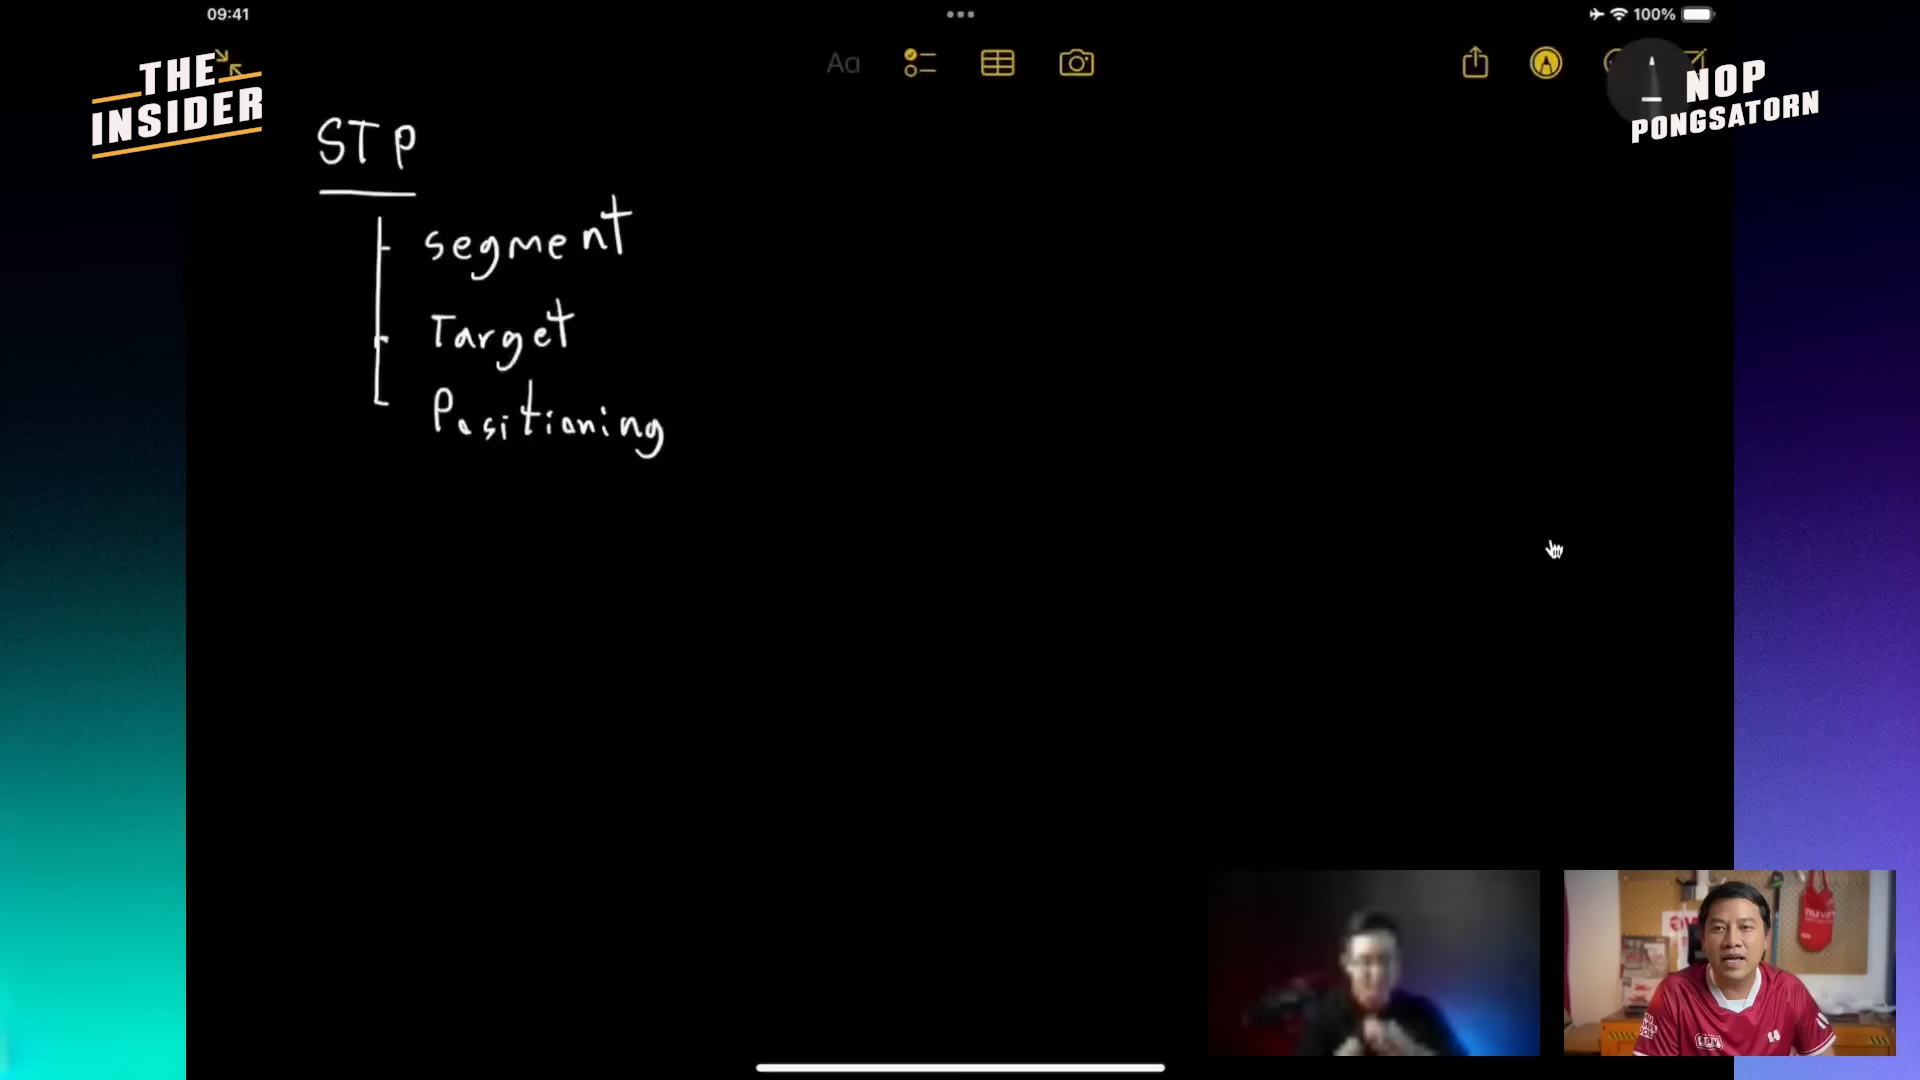 09:41
100%
THE
INSIDER
Aa
NOP
PONGSATORN
STP
Segment
Target
Positioning